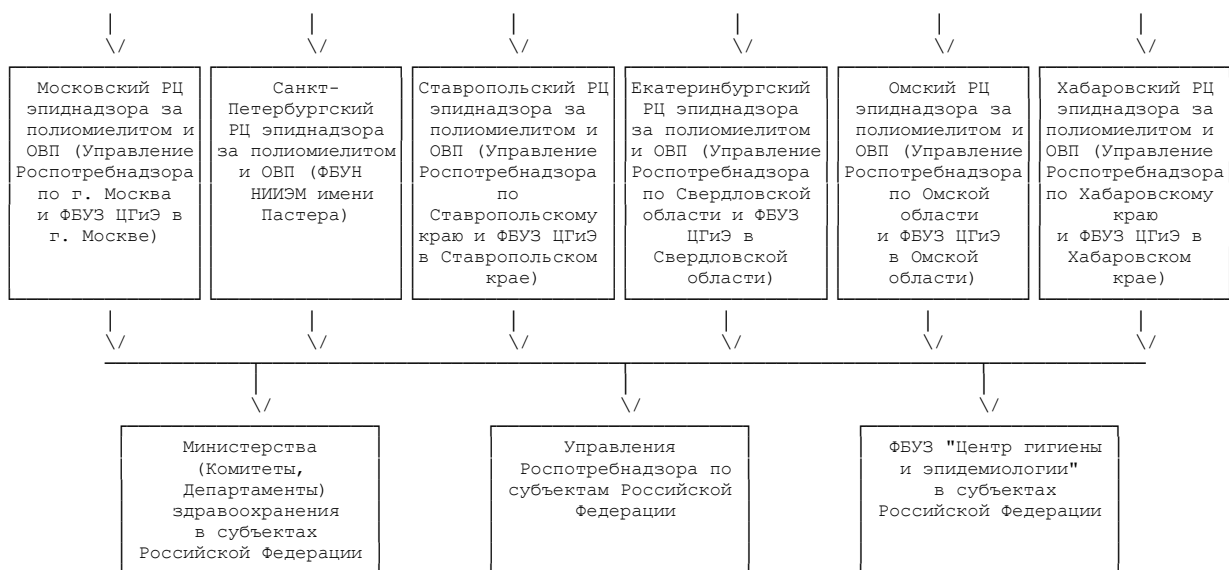 Московский РЦ
эпиднадзора за
полиомиелитом и
ОВП (Управление
Роспотребнадзора
по г. Москва
и ФБУЗ ЦГиЭ в
г. Москве)
Санкт-
Петербургский
РЦ эпиднадзора
за полиомиелитом
и ОВП (ФБУН
НИИЭМ имени
Пастера)
Ставропольский РЦ
эпиднадзора за
полиомиелитом и
ОВП (Управление
Роспотребнадзора
по
Ставропольскому
краю и ФБУЗ ЦГиЭ
в Ставропольском
крае)
Екатеринбургский
РЦ эпиднадзора
за полиомиелитом
и ОВП (Управление
Роспотребнадзора
по Свердловской
области и ФБУЗ
ЦГиЭ в
Свердловской
области)
Омский РЦ
эпиднадзора за
полиомиелитом и
ОВП (Управление
Роспотребнадзора
по Омской
области
и ФБУЗ ЦГиЭ
в Омской
области)
Хабаровский РЦ
эпиднадзора за
полиомиелитом и
ОВП (Управление
Роспотребнадзора
по Хабаровскому
краю
и ФБУЗ ЦГиЭ в
Хабаровском
крае)
Министерства
(Комитеты,
Департаменты)
здравоохранения
в субъектах
Российской Федерации
Управления
Роспотребнадзора по
субъектам Российской
Федерации
ФБУЗ "Центр гигиены
и эпидемиологии"
в субъектах
Российской Федерации